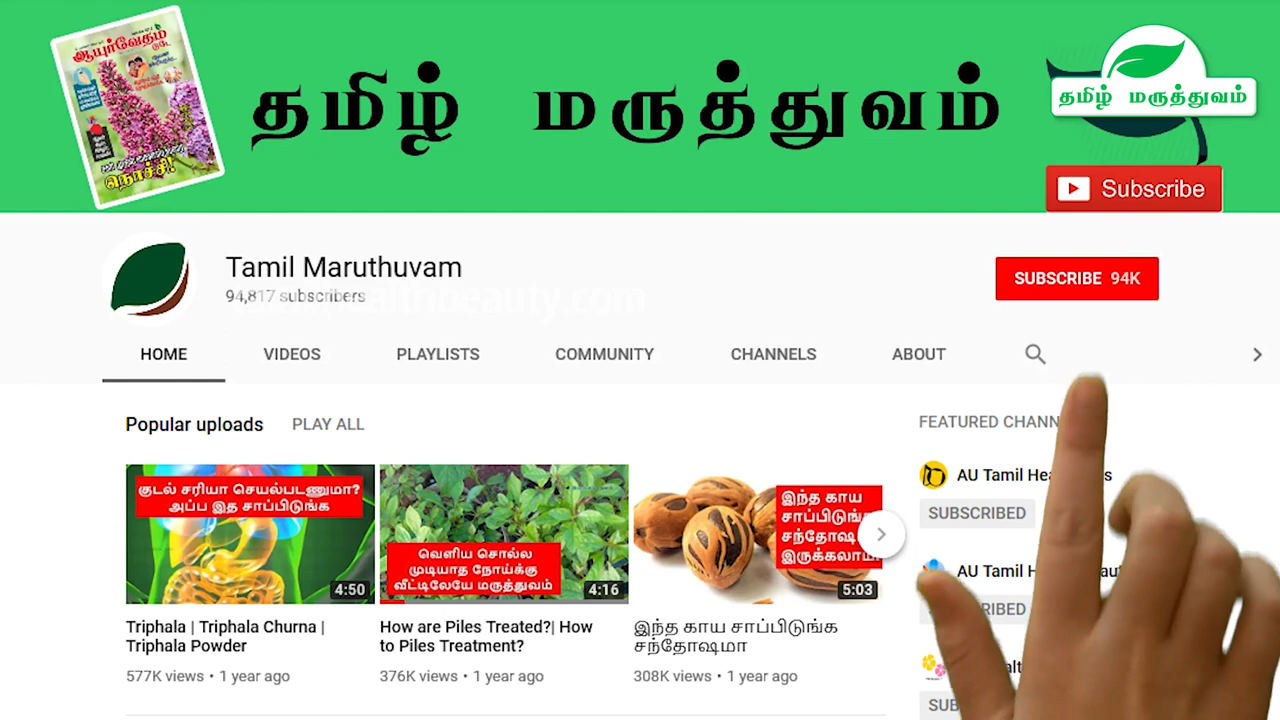 ஆயுர்வேதம்
நொச்சி!
தமிழ் மருத்துவம்
தமிழ் மருத்துவம்
Subscribe
Tamil Maruthuvam
94,817 subscribers
SUBSCRIBE 94K
HOME VIDEOS PLAYLISTS COMMUNITY CHANNELS ABOUT
Popular uploads PLAY ALL
FEATURED
குடல் சரியா செயல்படணுமா?
அப்ப இத சாப்பிடுங்க
4:50
வெளிய சொல்ல
முடியாத நோய்க்கு
வீட்டிலேயே மருத்துவம்
4:16
இந்த காய
சாப்பிடுங்க
சந்தோஷமா
இருக்கலாம்
5:03
Triphala | Triphala Churna |
Triphala Powder
577K views • 1 year ago
How are Piles Treated?| How
to Piles Treatment?
376K views • 1 year ago
இந்த காய சாப்பிடுங்க
சந்தோஷமா
308K views • 1 year ago
AU Tamil
SUBSCRIBED
AU Tamil